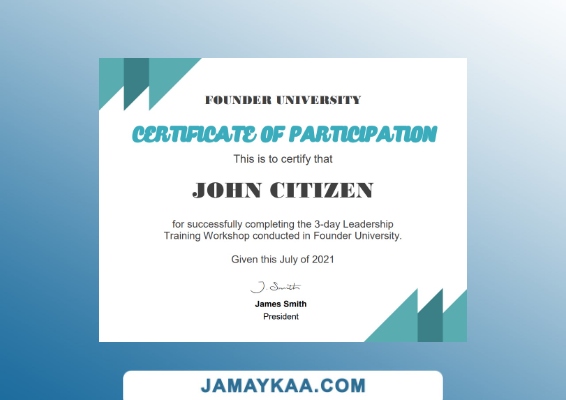 FOUNDER UNIVERSITY
CERTIFICATE OF PARTICIPATION
This is to certify that
JOHN CITIZEN
for successfully completing the 3-day Leadership
Training Workshop conducted in Founder University.
Given this July of 2021
J. Smith
James Smith
President
JAMAYKAA.COM